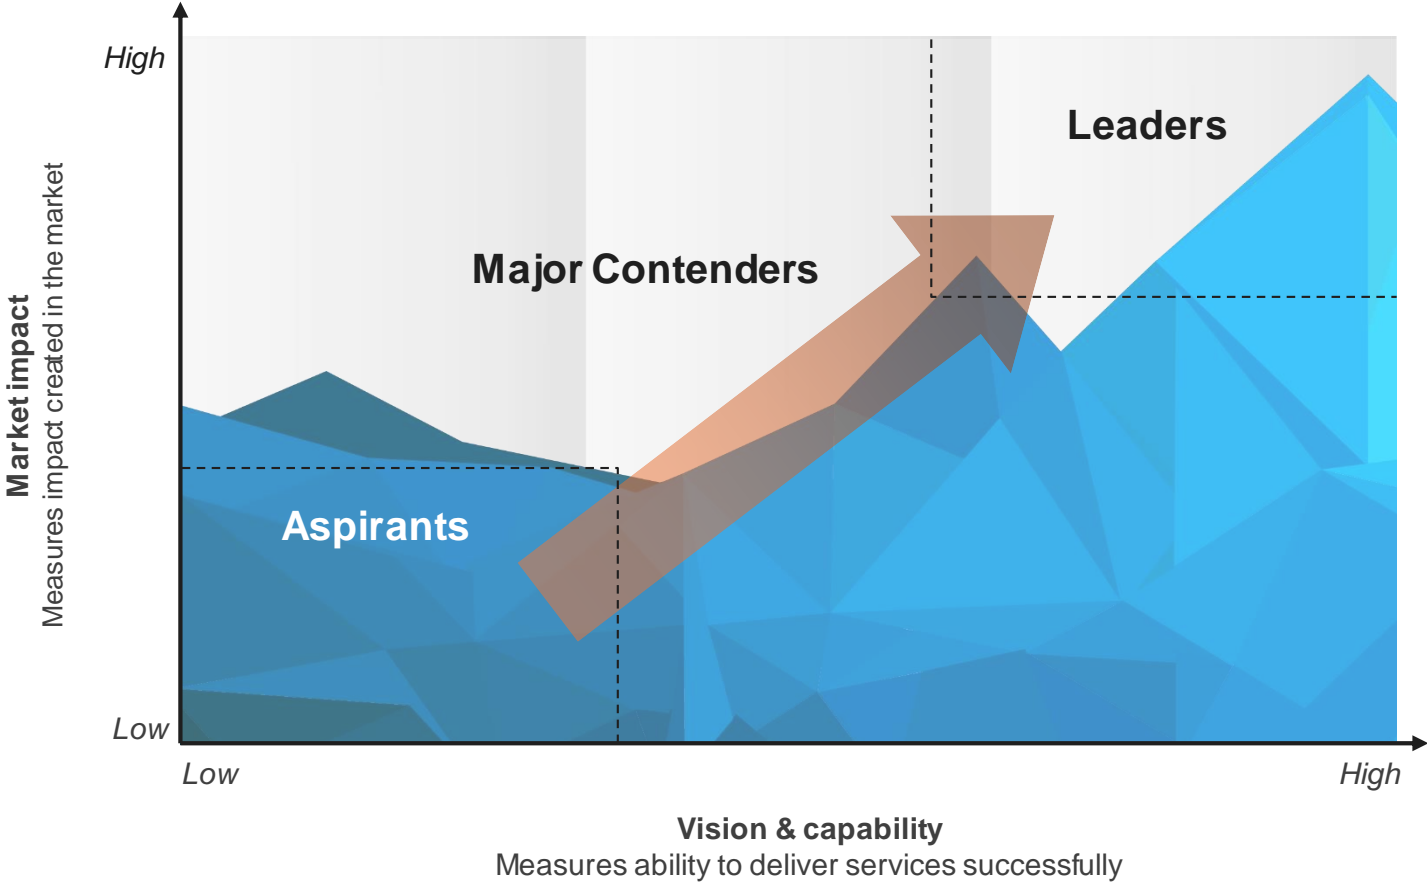 High
Leaders
Major Contenders
Market impact
Measures impact created in the market
Aspirants
Low
Low
High
Vision & capability
Measures ability to deliver services successfully